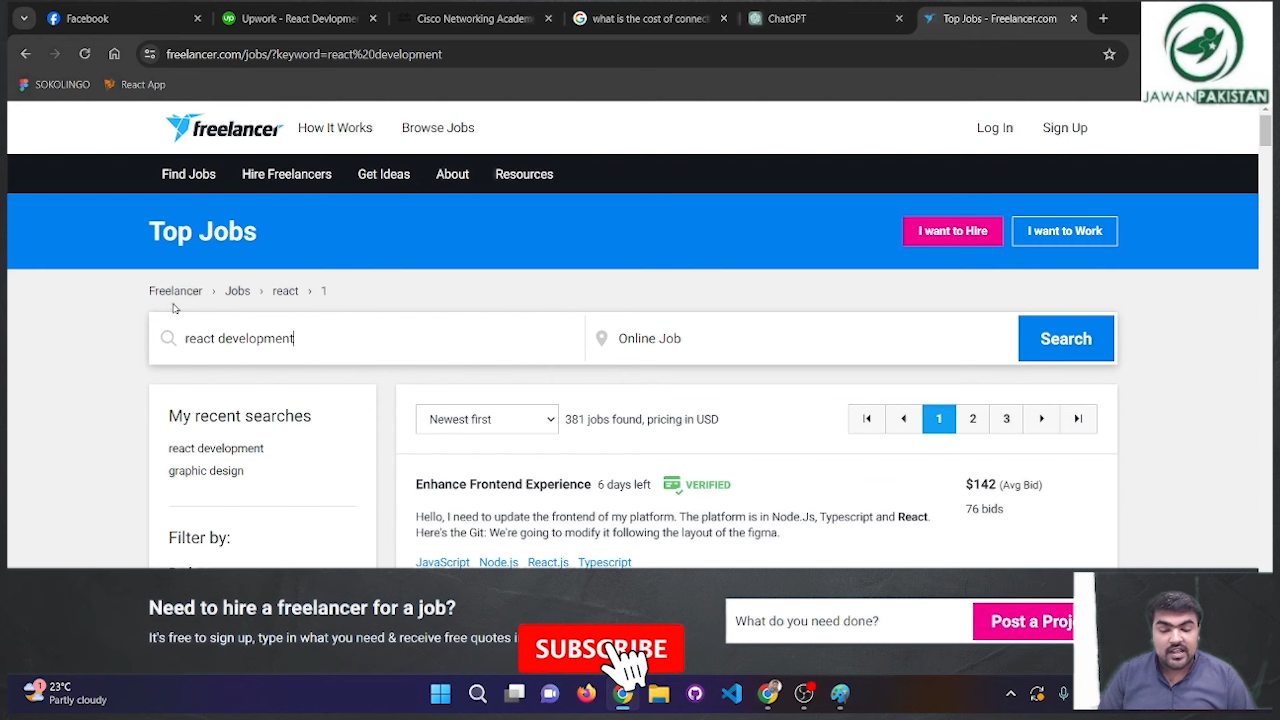 Facebook
Upwork - React Devlopme
Cisco Network
leme
what is the cost of connect
ChatGPT
Top Jobs - Freelancer.com
freelancer.com/jobs/?keyword=react%20development
SOKOLINGO
React App
JAWANPAKISTAN
freelancer
How It Works
Browse Jobs
Log In
Sign Up
Find Jobs
Hire Freelancers
Get Ideas
About
Resources
Top Jobs
I want to Hire
I want to Work
Freelancer › Jobs › react › 1
react development
Online Job
Search
My recent searches
react development
graphic design
Filter by:
Newest first
381 jobs found, pricing in USD
1
2
3
Enhance Frontend Experience 6 days left VERIFIED
$142 (Avg Bid)
76 bids
Hello, I need to update the frontend of my platform. The platform is in Node.Js, Typescript and React.
Here's the Git: We're going to modify it following the layout of the figma.
JavaScript Node.js React.js Typescript
Need to hire a freelancer for a job?
It's free to sign up, type in what you need & receive free quotes i
What do you need done?
Post a Proj
SUBSCRIBE
1
23°C
Partly cloudy